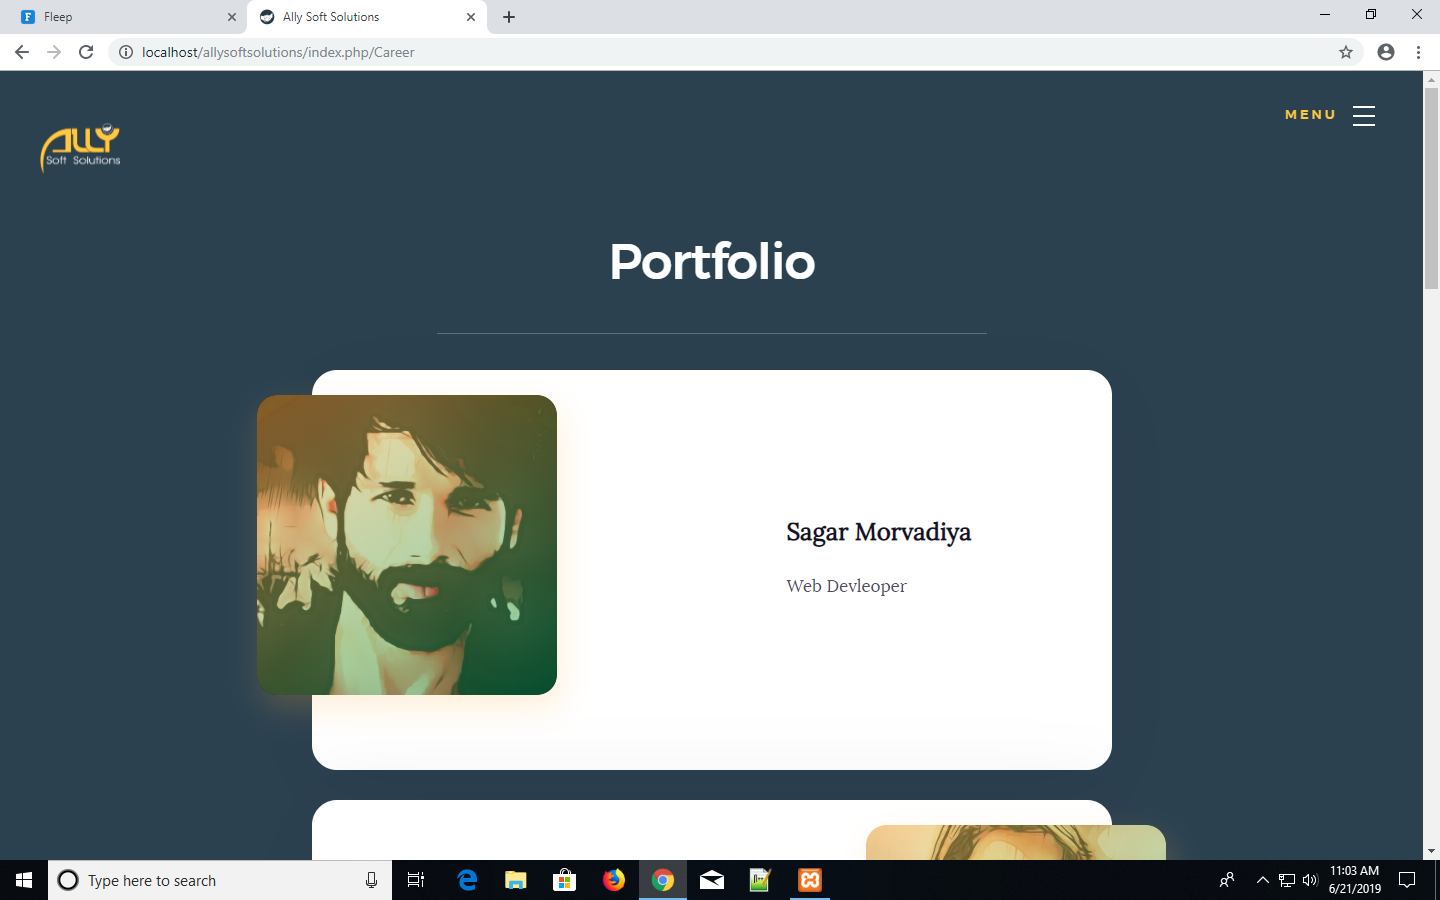 Fleep
Ally Soft Solutions
localhost/allysoftsolutions/index.php/Career
MENU
ALLY
Soft Solutions
Portfolio
Sagar Morvadiya
Web Devleoper
Type here to search
11:03 AM
6/21/2019